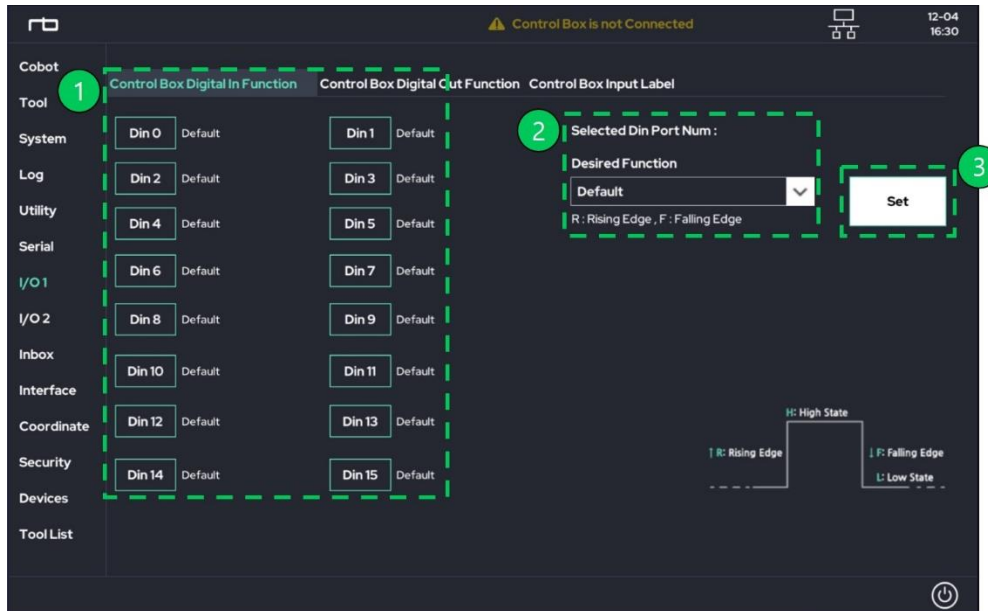 rb
Control Box is not Connected
12-04
16:30
Cobot
Tool
System
Log
Utility
Serial
I/O 1
I/O 2
Inbox
Interface
Coordinate
Security
Devices
Tool List
1
Control Box Digital In Function
Control Box Digital Out Function
Control Box Input Label
Din 0 Default
Din 1 Default
Din 2 Default
Din 3 Default
Din 4 Default
Din 5 Default
Din 6 Default
Din 7 Default
Din 8 Default
Din 9 Default
Din 10 Default
Din 11 Default
Din 12 Default
Din 13 Default
Din 14 Default
Din 15 Default
2
Selected Din Port Num :
Desired Function
Default
R : Rising Edge , F : Falling Edge
3
Set
H: High State
↑ R: Rising Edge
↓ F: Falling Edge
L: Low State